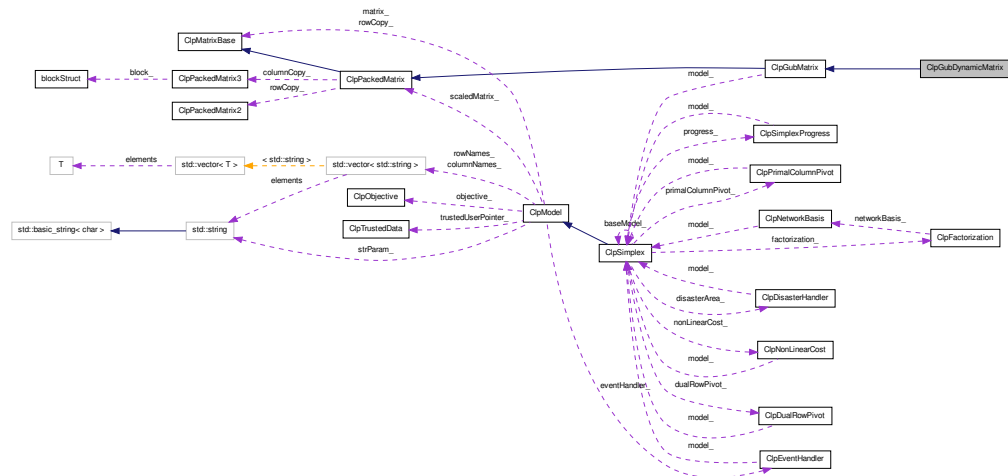 matrix_
rowCopy_
ClpMatrixBase
ClpGubMatrix
ClpGubDynamicMatrix
blockStruct
block_
ClpPackedMatrix3
columnCopy_
ClpPackedMatrix
rowCopy_
ClpPackedMatrix2
scaledMatrix_
model_
model_
progress_
ClpSimplexProgress
T
elements
std::vector< T >
< std::string >
std::vector< std::string >
rowNames_
columnNames_
elements
model_
ClpPrimalColumnPivot
primalColumnPivot_
ClpObjective
objective_
ClpModel
trustedUserPointer_
ClpTrustedData
std::basic_string< char >
std::string
strParam_
baseModel_
ClpSimplex
model_
ClpNetworkBasis
networkBasis_
factorization_
ClpFactorization
model_
disasterArea_
ClpDisasterHandler
nonLinearCost_
ClpNonLinearCost
model_
eventHandler_
dualRowPivot_
ClpDualRowPivot
model_
model_
ClpEventHandler